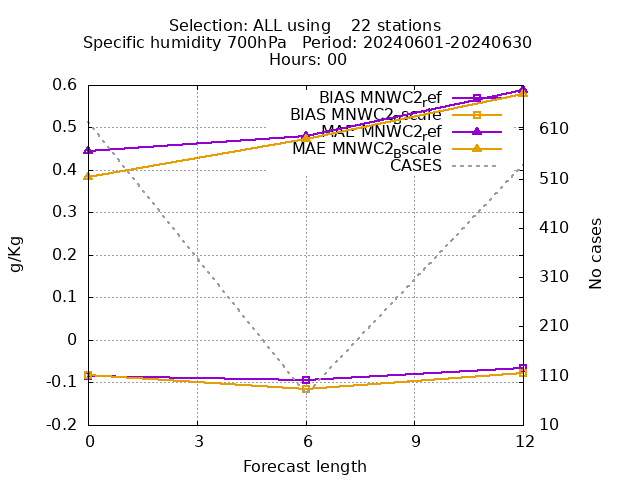 Selection: ALL using    22 stations
Specific humidity 700hPa   Period: 20240601-20240630
Hours: 00
BIAS MNWC2_ref
BIAS MNWC2_Bscale
MAE MNWC2_ref
MAE MNWC2_Bscale
CASES
0.6
0.5
0.4
0.3
0.2
0.1
0
-0.1
-0.2
g/Kg
610
510
410
310
210
110
10
No cases
0 3 6 9 12
Forecast length